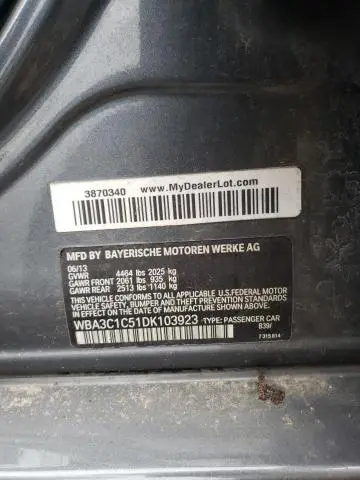 3870340 www.MyDealerLot.com
MFD BY BAYERISCHE MOTOREN WERKE AG
06/13
GVWR 4464 lbs 2025 kg
GAWR FRONT 2061 lbs 935 kg
GAWR REAR 2513 lbs 1140 kg
THIS VEHICLE CONFORMS TO ALL APPLICABLE U.S.FEDERAL MOTOR
VEHICLE SAFETY, BUMPER, AND THEFT PREVENTION STANDARDS
IN EFFECT ON THE DATE OF MANUFACTURE SHOWN ABOVE.
WBA3C1C51DK103923 TYPE: PASSENGER CAR
B39/
7 315 814